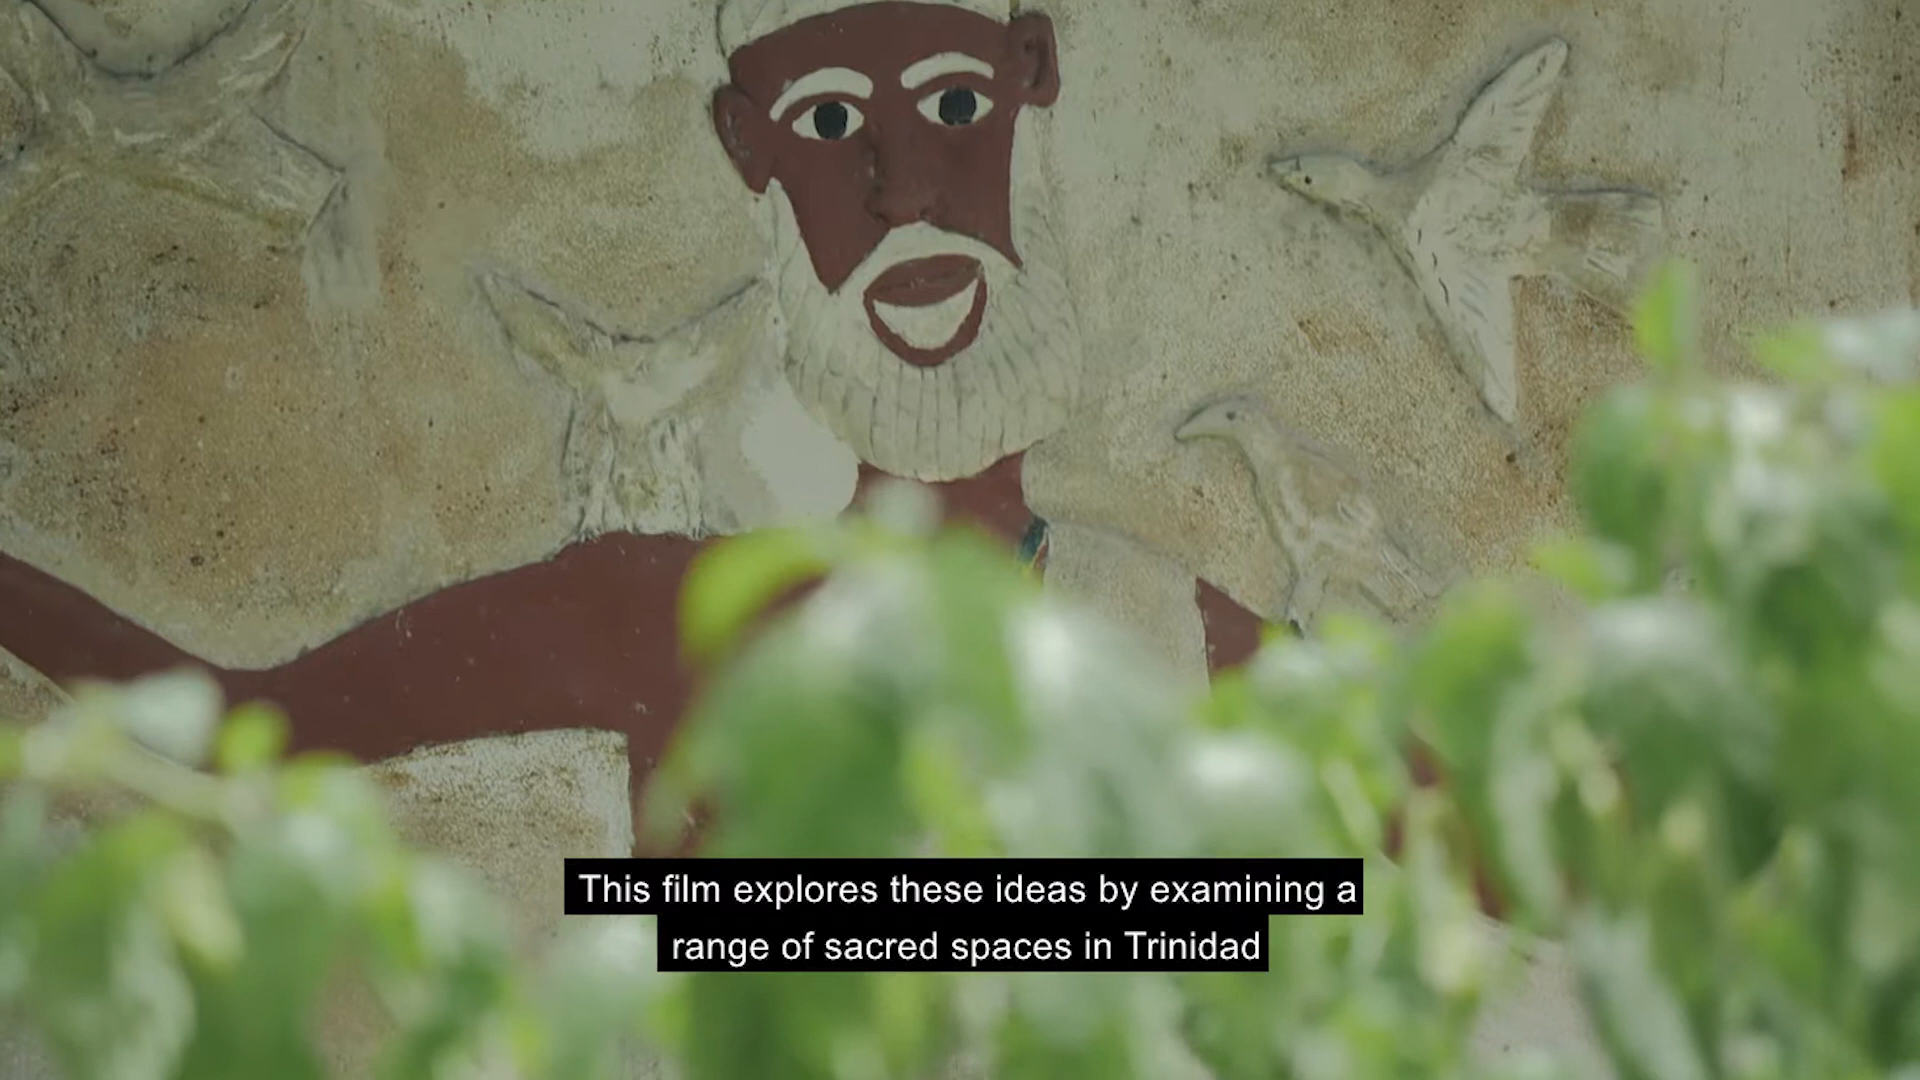 This film explores these ideas by examining a
range of sacred spaces in Trinidad